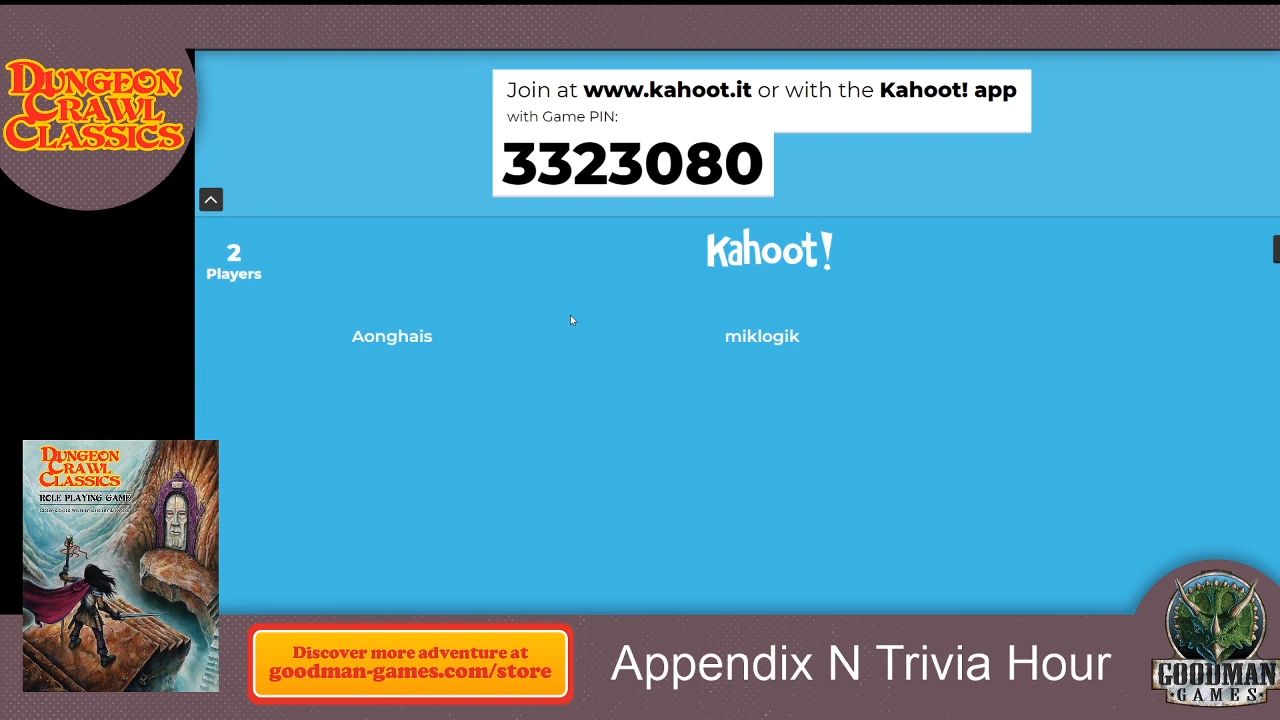 DUNGEON
CRAWL
CLASSICS
Join at www.kahoot.it or with the Kahoot! app
with Game PIN:
3323080
2
Players
Kahoot!
Aonghais
miklogik
DUNGEON
CRAWL
CLASSICS
ROLE PLAYING GAME
Discover more adventure at
goodman-games.com/store
Appendix N Trivia Hour
GOODMAN
GAMES